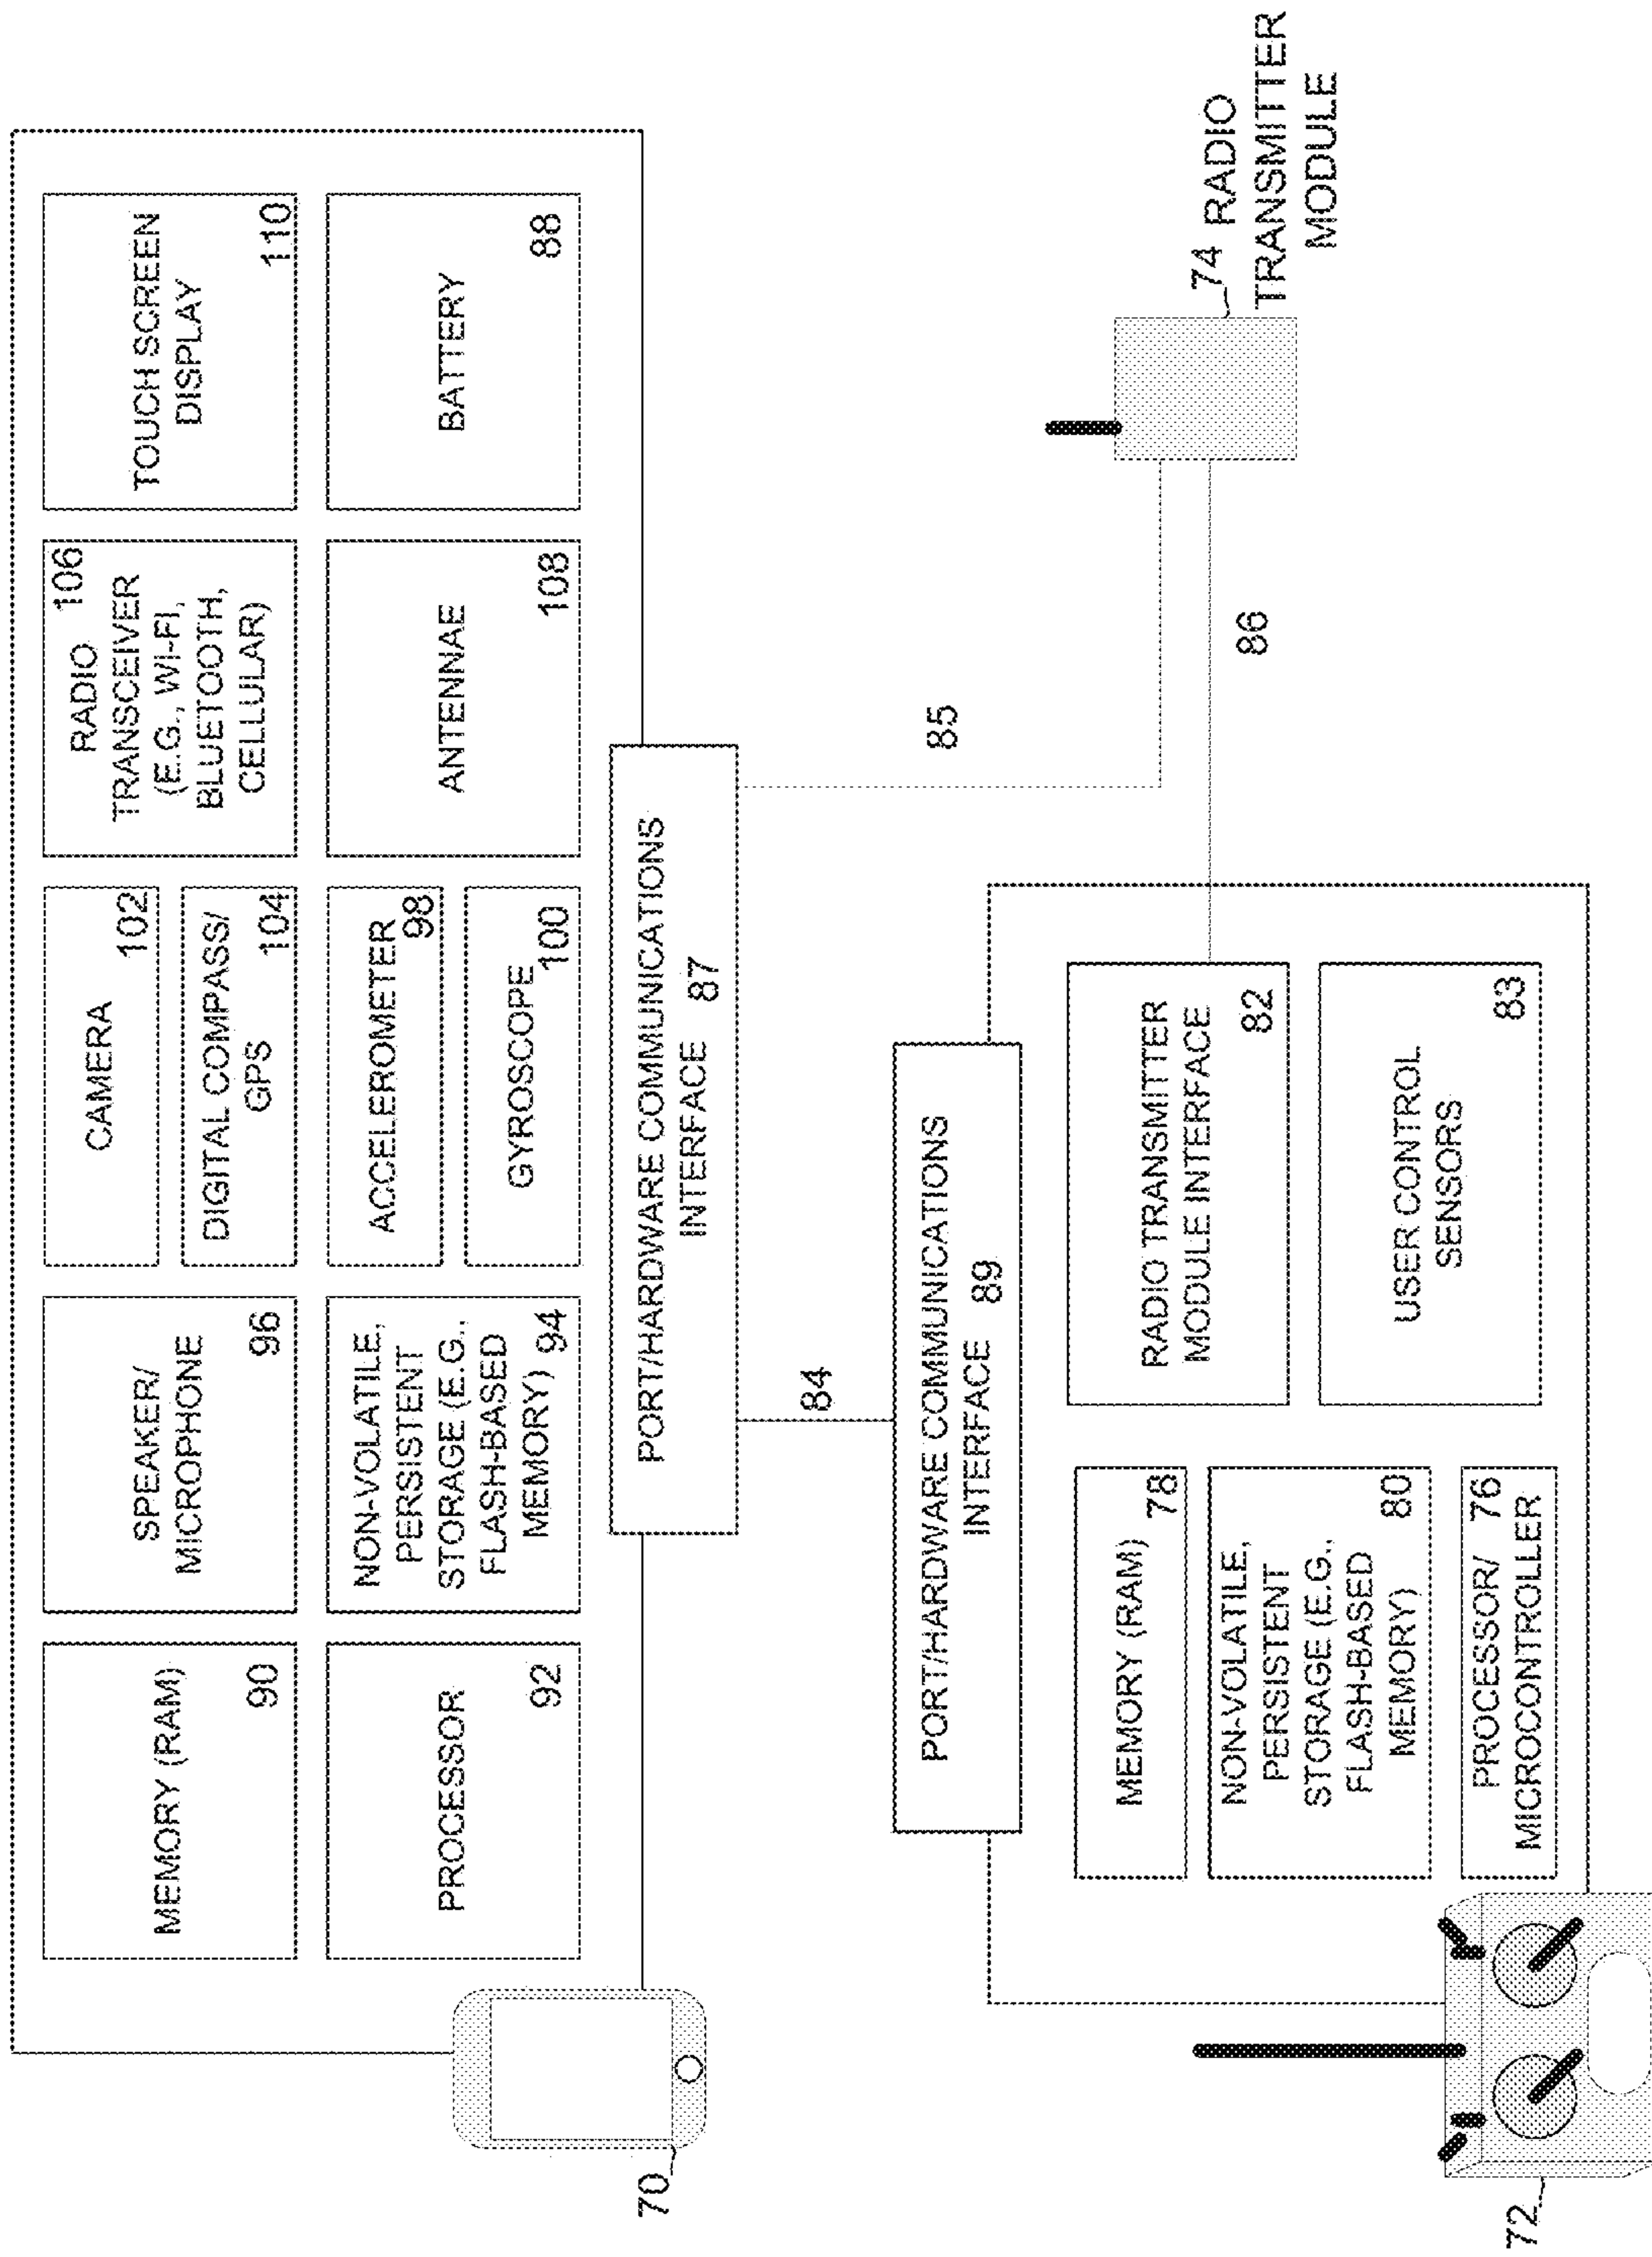 MEMORY (RAM)
90
SPEAKER/
MICROPHONE
96
CAMERA
102
DIGITAL COMPASS/
GPS 104
RADIO 106
TRANSCEIVER
(E.G., WI-FI,
BLUETOOTH,
CELLULAR)
TOUCH SCREEN
DISPLAY
110
PROCESSOR
92
NON-VOLATILE,
PERSISTENT
STORAGE (E.G.,
FLASH-BASED
MEMORY) 94
ACCELEROMETER
98
GYROSCOPE
100
ANTENNAE
108
BATTERY
88
70
PORT/HARDWARE COMMUNICATIONS
INTERFACE 87
84
85
PORT/HARDWARE COMMUNICATIONS
INTERFACE 89
86
74 RADIO
TRANSMITTER
MODULE
MEMORY (RAM)
78
NON-VOLATILE,
PERSISTENT
STORAGE (E.G.,
FLASH-BASED
MEMORY) 80
PROCESSOR/ 76
MICROCONTROLLER
RADIO TRANSMITTER
MODULE INTERFACE
82
USER CONTROL
SENSORS
83
72